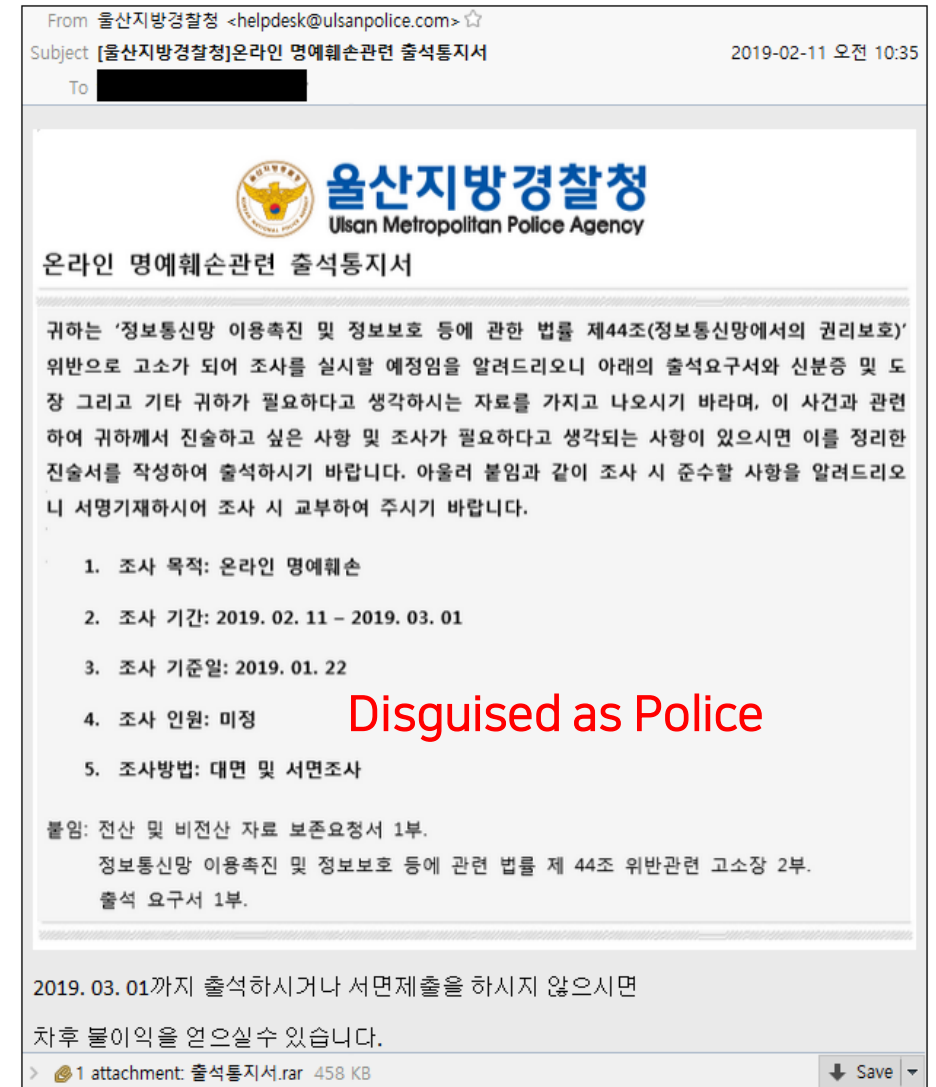 From 울산지방경찰청 <helpdesk@ulsanpolice.com>
Subject [울산지방경찰청]온라인 명예훼손관련 출석통지서 2019-02-11 오전 10:35
To
울산지방경찰청
Ulsan Metropolitan Police Agency
온라인 명예훼손관련 출석통지서
귀하는 ‘정보통신망 이용촉진 및 정보보호 등에 관한 법률 제44조(정보통신망에서의 권리보호)’
위반으로 고소가 되어 조사를 실시할 예정임을 알려드리오니 아래의 출석요구서와 신분증 및 도
장 그리고 기타 귀하가 필요하다고 생각하시는 자료를 가지고 나오시기 바라며, 이 사건과 관련
하여 귀하께서 진술하고 싶은 사항 및 조사가 필요하다고 생각되는 사항이 있으시면 이를 정리한
진술서를 작성하여 출석하시기 바랍니다. 아울러 붙임과 같이 조사 시 준수할 사항을 알려드리오
니 서명기재하시어 조사 시 교부하여 주시기 바랍니다.
1. 조사 목적: 온라인 명예훼손
2. 조사 기간: 2019. 02. 11 – 2019. 03. 01
3. 조사 기준일: 2019. 01. 22
4. 조사 인원: 미정
Disguised as Police
5. 조사방법: 대면 및 서면조사
붙임: 전산 및 비전산 자료 보존요청서 1부.
정보통신망 이용촉진 및 정보보호 등에 관련 법률 제 44조 위반관련 고소장 2부.
출석 요구서 1부.
2019. 03. 01까지 출석하시거나 서면제출을 하시지 않으시면
차후 불이익을 얻으실수 있습니다.
1 attachment: 출석통지서.rar 458 KB Save